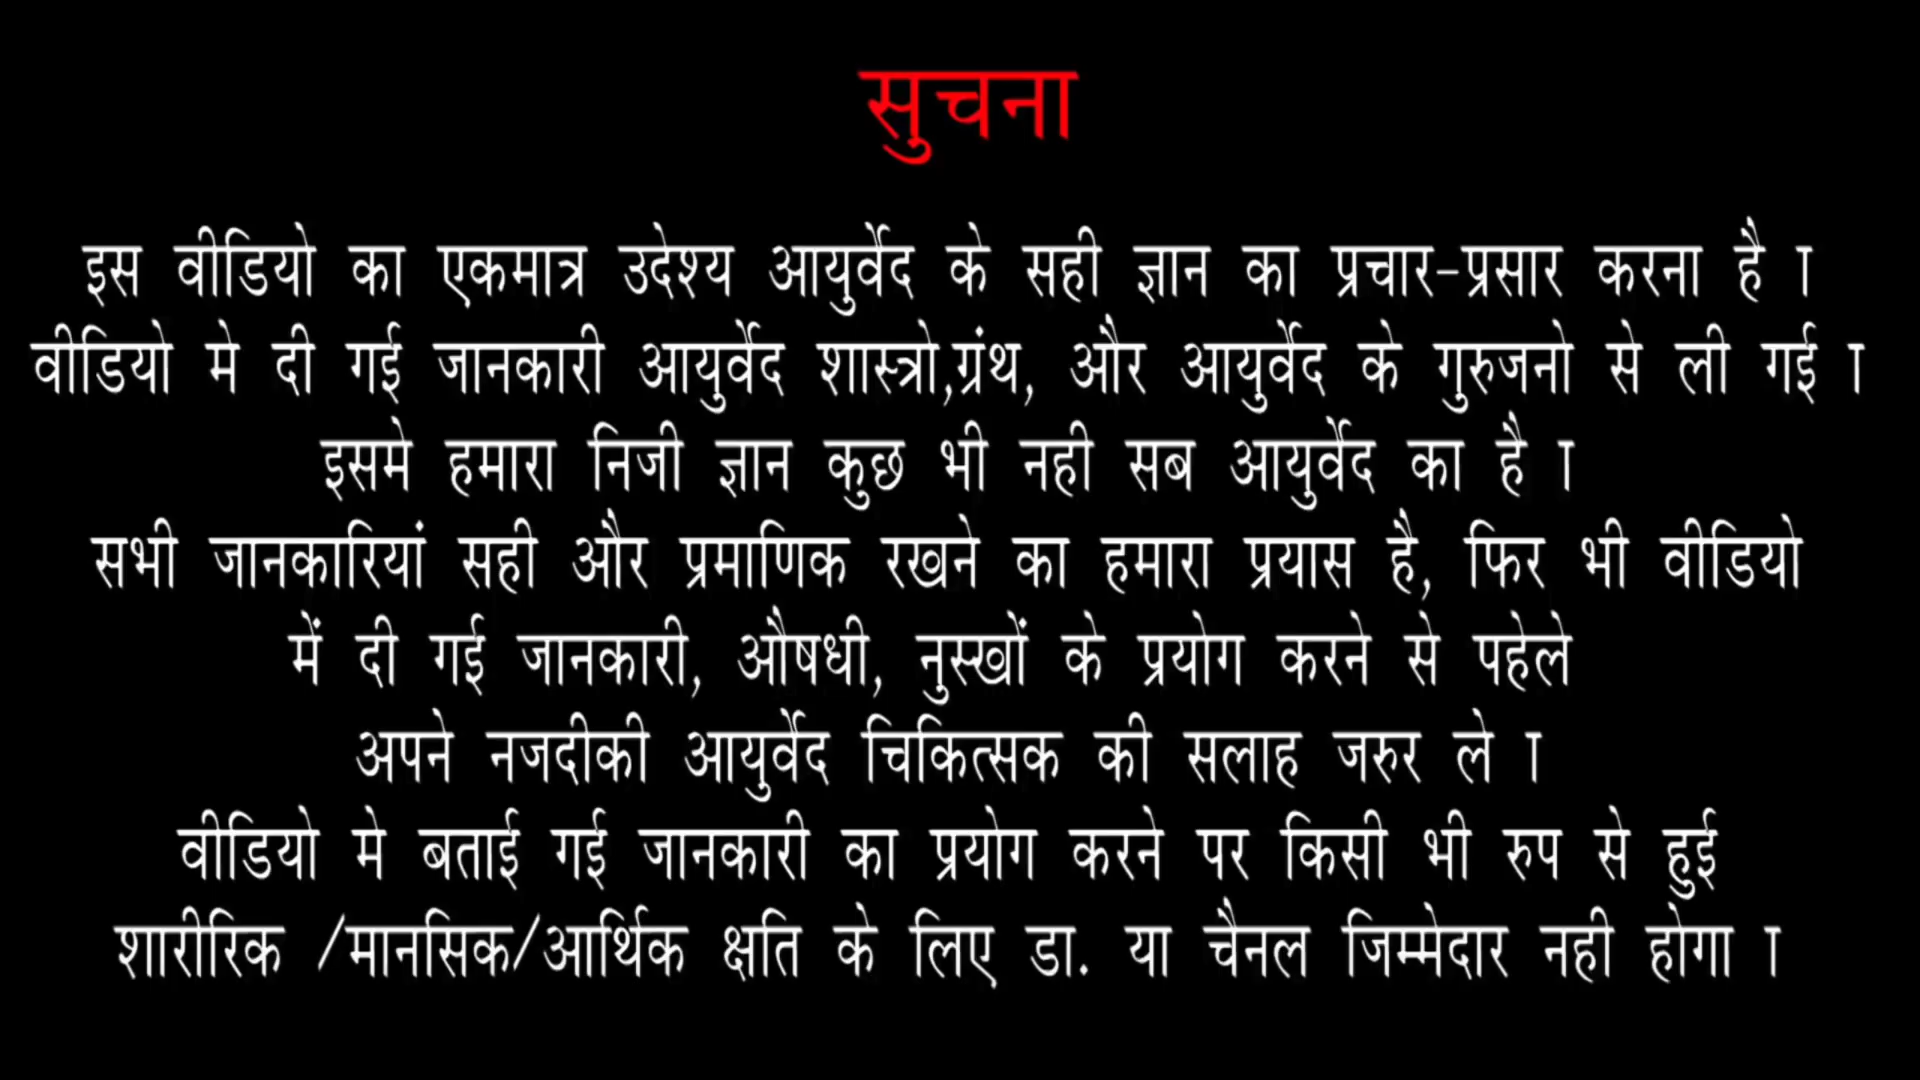 सुचना
इस वीडियो का एकमात्र उदेश्य आयुर्वेद के सही ज्ञान का प्रचार-प्रसार करना है ा
वीडियो मे दी गई जानकारी आयुर्वेद शास्त्रो,ग्रंथ, और आयुर्वेद के गुरुजनो से ली गई ा
इसमे हमारा निजी ज्ञान कुछ भी नही सब आयुर्वेद का है ा
सभी जानकारियां सही और प्रमाणिक रखने का हमारा प्रयास है, फिर भी वीडियो
में दी गई जानकारी, औषधी, नुस्खों के प्रयोग करने से पहेले
अपने नजदीकी आयुर्वेद चिकित्सक की सलाह जरुर ले ा
वीडियो मे बताई गई जानकारी का प्रयोग करने पर किसी भी रुप से हुई
शारीरिक /मानसिक/आर्थिक क्षति के लिए डा. या चैनल जिम्मेदार नही होगा ा